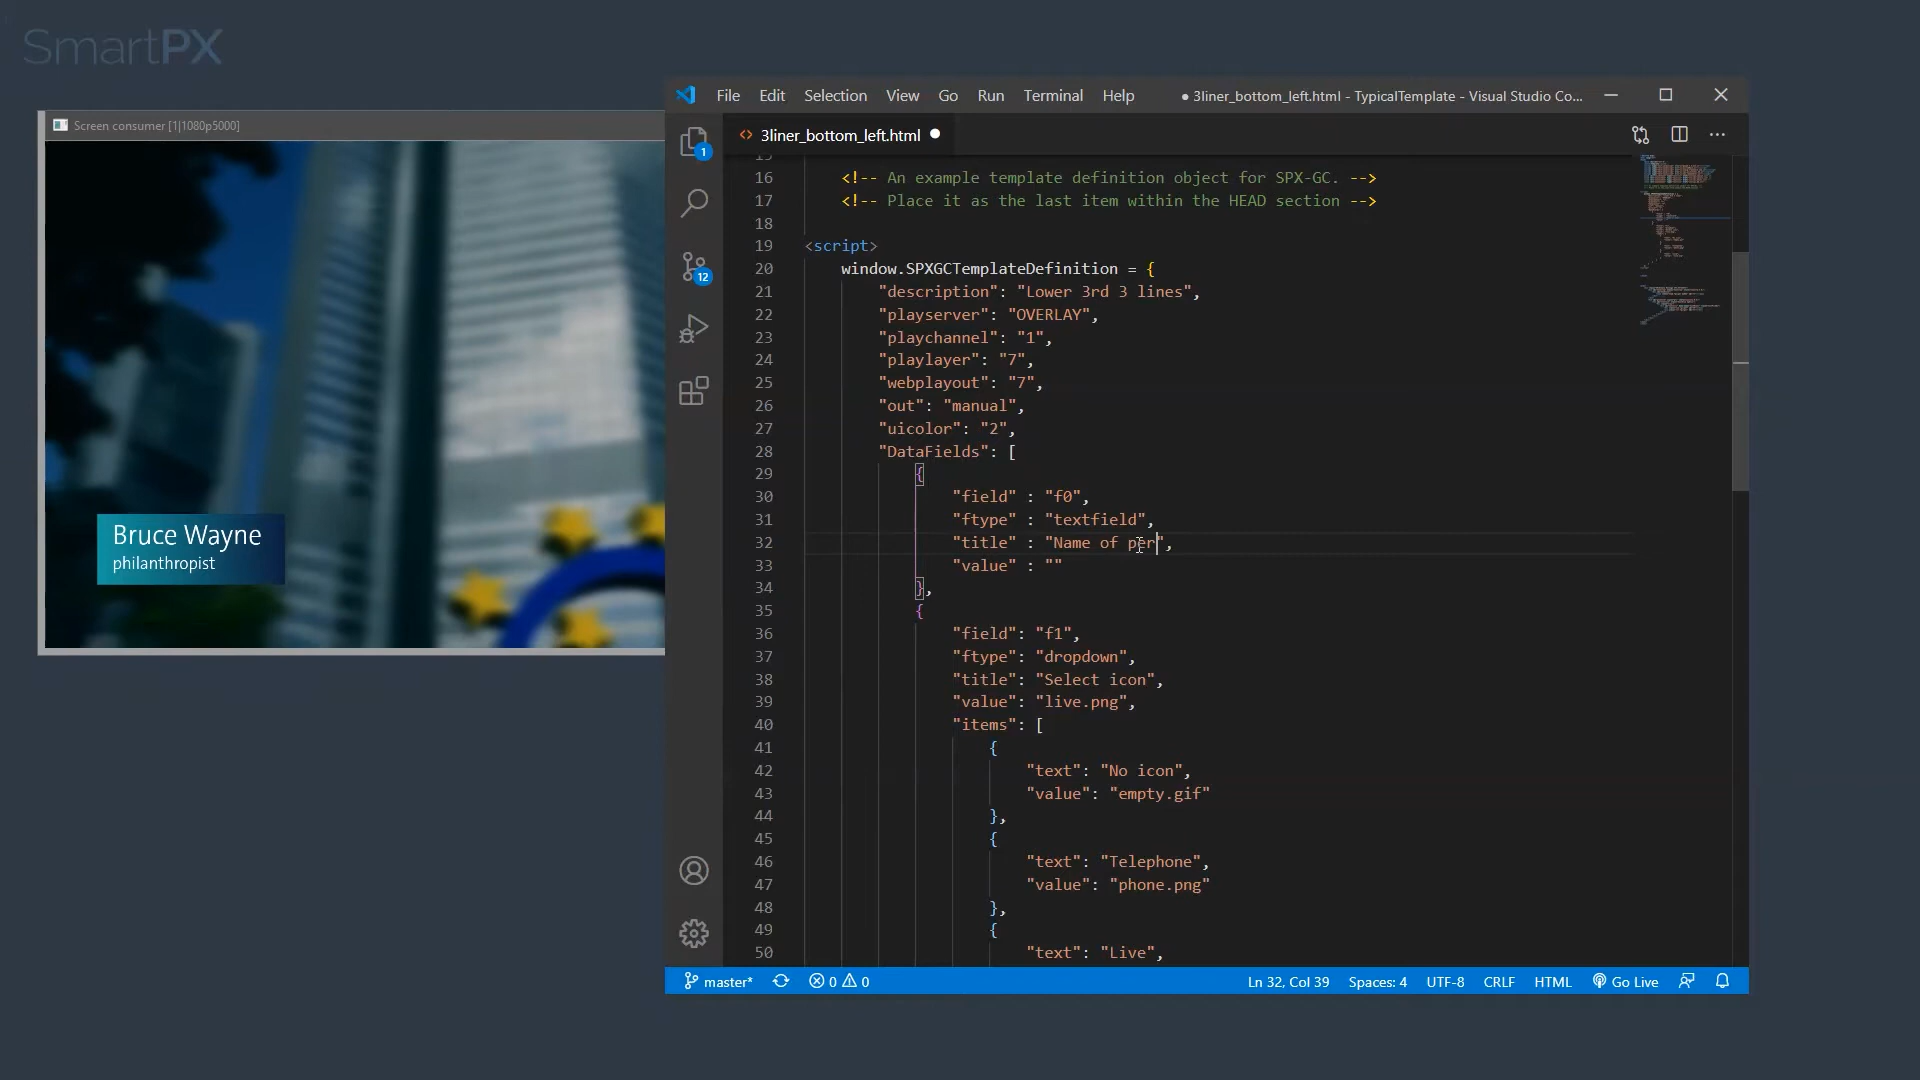 SmartPX
Screen consumer [1|1080p5000]
Bruce Wayne
philanthropist
File Edit Selection View Go Run Terminal Help ● 3liner_bottom_left.html - TypicalTemplate - Visual Studio Co...
<> 3liner_bottom_left.html ●
1
12
15
16 <!-- An example template definition object for SPX-GC. -->
17 <!-- Place it as the last item within the HEAD section -->
18
19 <script>
20 window.SPXGCTemplateDefinition = {
21 "description": "Lower 3rd 3 lines",
22 "playserver": "OVERLAY",
23 "playchannel": "1",
24 "playlayer": "7",
25 "webplayout": "7",
26 "out": "manual",
27 "uicolor": "2",
28 "DataFields": [
29 {
30 "field" : "f0",
31 "ftype" : "textfield",
32 "title" : "Name of per",
33 "value" : ""
34 },
35 {
36 "field": "f1",
37 "ftype": "dropdown",
38 "title": "Select icon",
39 "value": "live.png",
40 "items": [
41 {
42 "text": "No icon",
43 "value": "empty.gif"
44 },
45 {
46 "text": "Telephone",
47 "value": "phone.png"
48 },
49 {
50 "text": "Live",
master* 0 0 Ln 32, Col 39 Spaces: 4 UTF-8 CRLF HTML Go Live